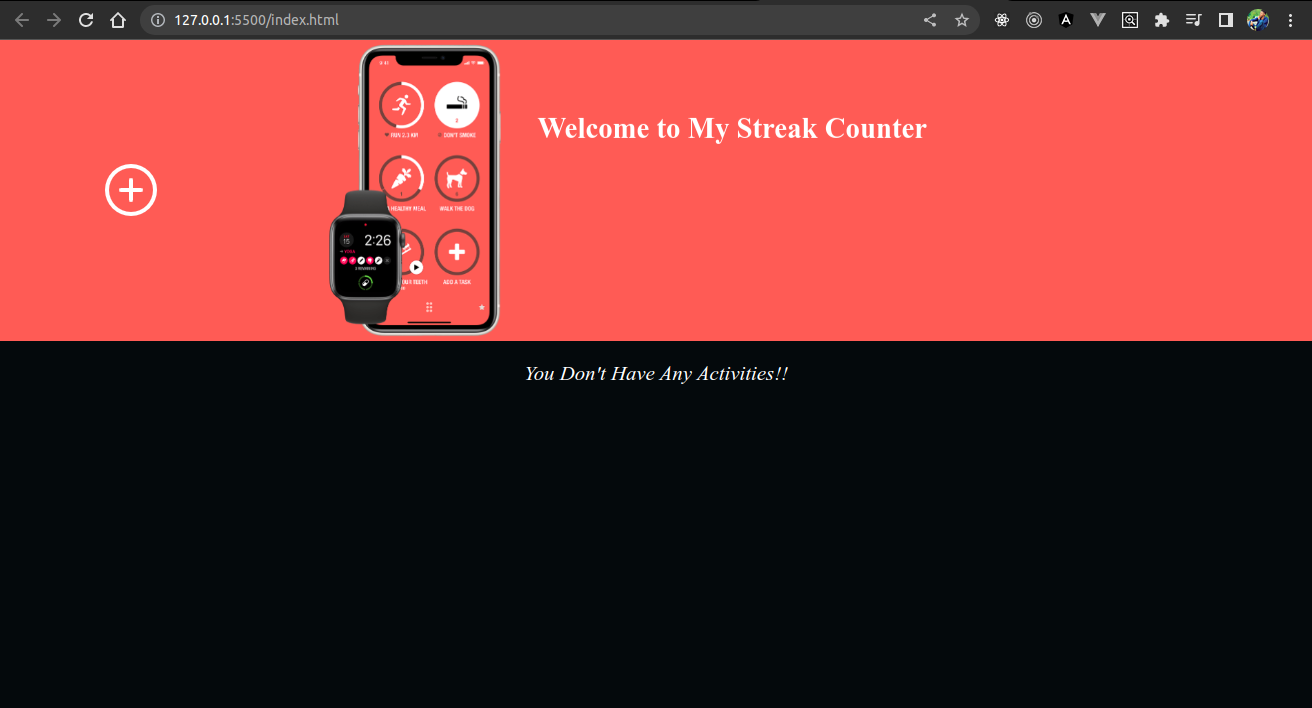 127.0.0.1:5500/index.html
Welcome to My Streak Counter
RUN 2.3 KM
DON'T SMOKE
HEALTHY MEAL
WALK THE DOG
2:26
TEETH
ADD A TASK
You Don't Have Any Activities!!